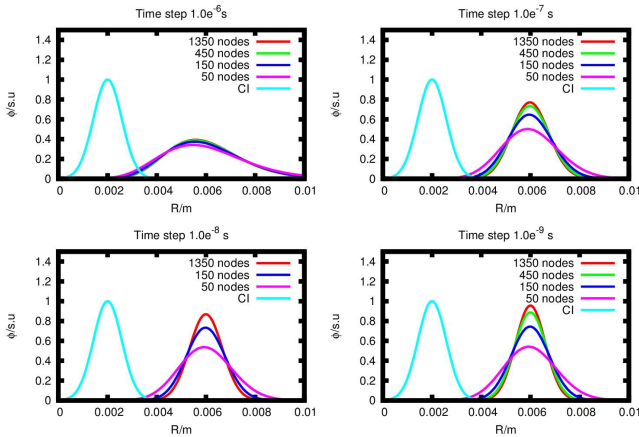 Time step 1.0e⁻⁶ s
1350 nodes
450 nodes
150 nodes
50 nodes
CI
ϕ/s.u
1.4
1.2
1
0.8
0.6
0.4
0.2
0
0 0.002 0.004 0.006 0.008 0.01
R/m
Time step 1.0e⁻⁷ s
1350 nodes
450 nodes
150 nodes
50 nodes
CI
ϕ/s.u
1.4
1.2
1
0.8
0.6
0.4
0.2
0
0 0.002 0.004 0.006 0.008 0.01
R/m
Time step 1.0e⁻⁸ s
1350 nodes
150 nodes
50 nodes
CI
ϕ/s.u
1.4
1.2
1
0.8
0.6
0.4
0.2
0
0 0.002 0.004 0.006 0.008 0.01
R/m
Time step 1.0e⁻⁹ s
1350 nodes
450 nodes
150 nodes
50 nodes
CI
ϕ/s.u
1.4
1.2
1
0.8
0.6
0.4
0.2
0
0 0.002 0.004 0.006 0.008 0.01
R/m